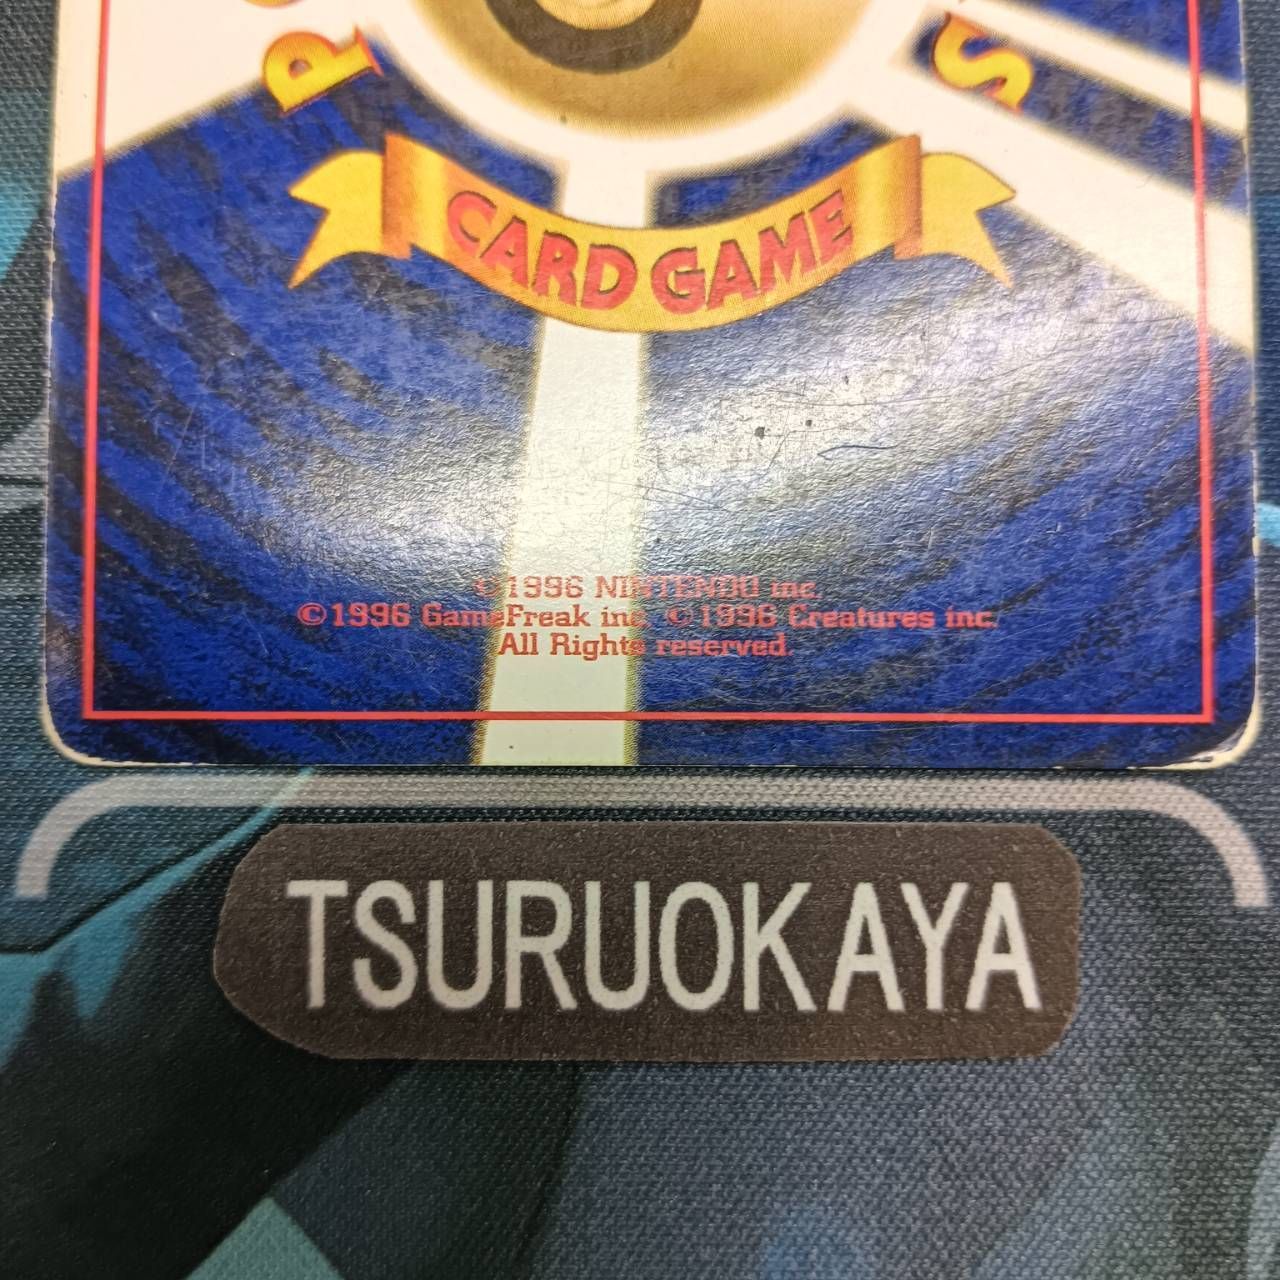 P
S
CARD GAME
©1996 NINTENDO inc.
©1996 GameFreak inc. ©1996 Creatures inc.
All Rights reserved.
TSURUOKAYA